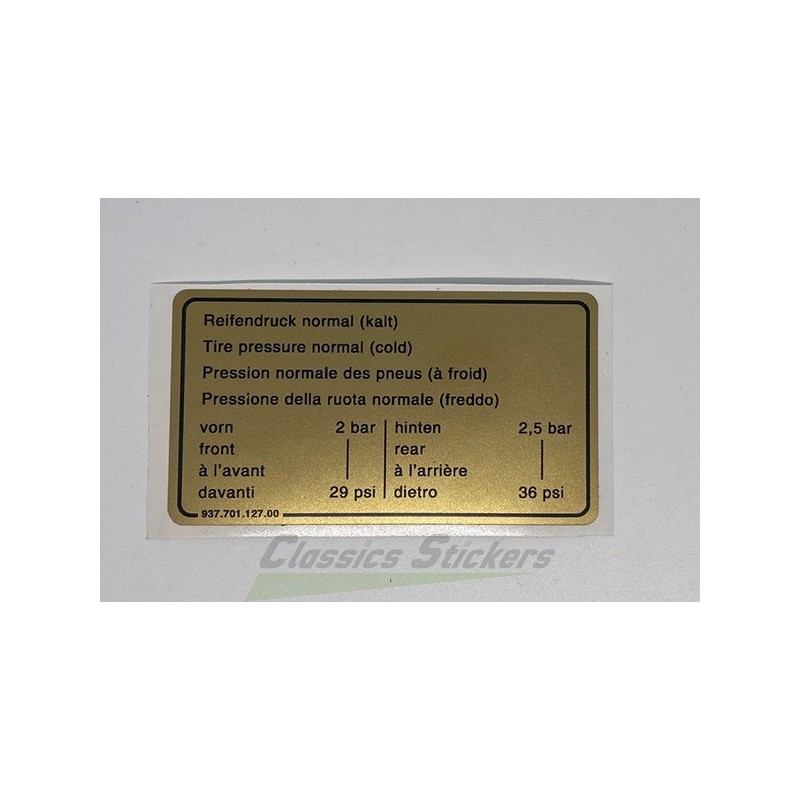 Reifendruck normal (kalt)
Tire pressure normal (cold)
Pression normale des pneus (à froid)
Pressione della ruota normale (freddo)
vorn 2 bar hinten 2,5 bar
front rear
à l'avant à l'arrière
davanti 29 psi dietro 36 psi
937.701.127.00
Classics Stickers